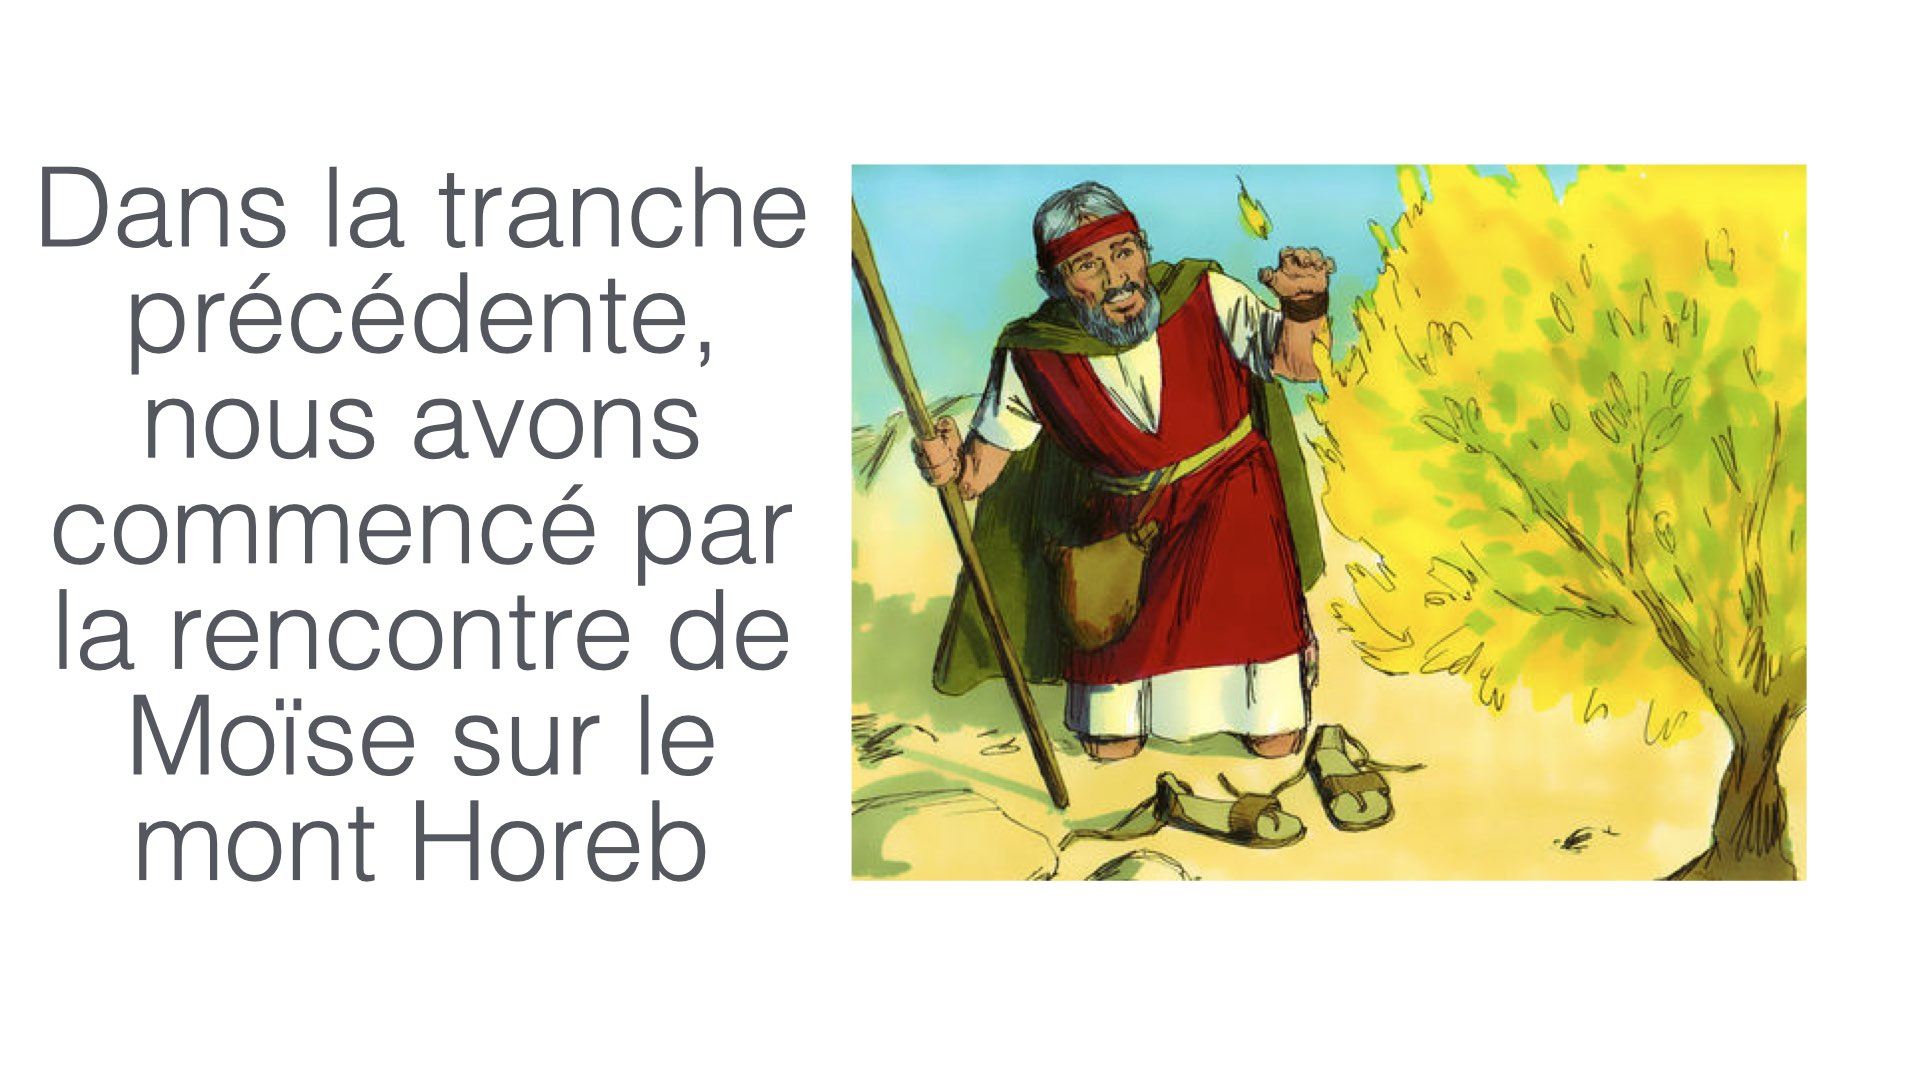 Dans la tranche
précédente,
nous avons
commencé par
la rencontre de
Moïse sur le
mont Horeb